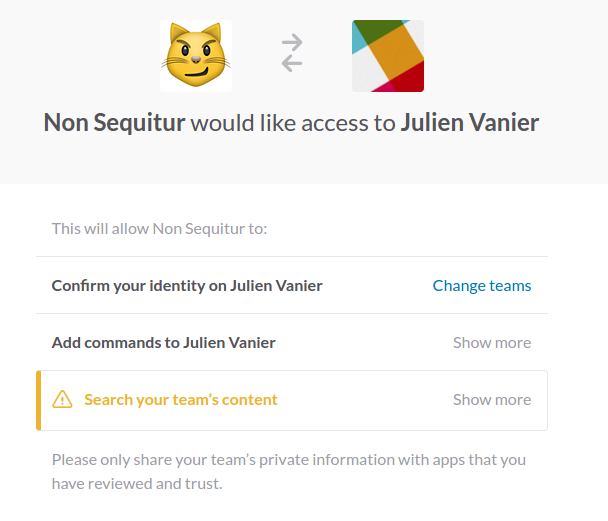 Non Sequitur would like access to Julien Vanier
This will allow Non Sequitur to:
Confirm your identity on Julien Vanier Change teams
Add commands to Julien Vanier Show more
Search your team's content Show more
Please only share your team's private information with apps that you
have reviewed and trust.